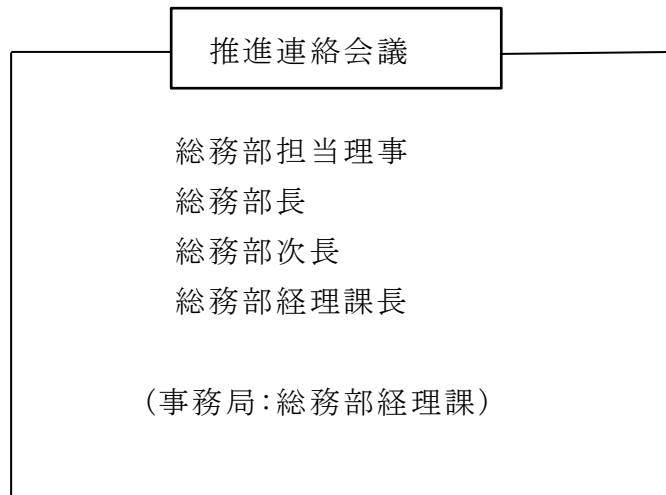 推進連絡会議
総務部担当理事
総務部長
総務部次長
総務部経理課長
(事務局:総務部経理課)